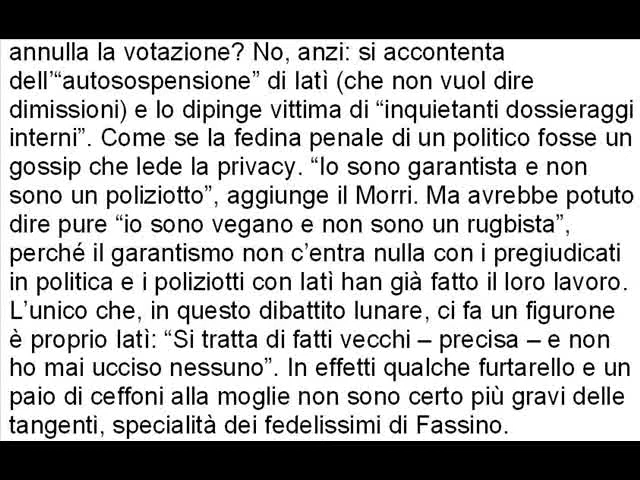 annulla la votazione? No, anzi: si accontenta
dell’“autosospensione” di Iatì (che non vuol dire
dimissioni) e lo dipinge vittima di “inquietanti dossieraggi
interni”. Come se la fedina penale di un politico fosse un
gossip che lede la privacy. “Io sono garantista e non
sono un poliziotto”, aggiunge il Morri. Ma avrebbe potuto
dire pure “io sono vegano e non sono un rugbista”,
perché il garantismo non c’entra nulla con i pregiudicati
in politica e i poliziotti con Iatì han già fatto il loro lavoro.
L’unico che, in questo dibattito lunare, ci fa un figurone
è proprio Iatì: “Si tratta di fatti vecchi – precisa – e non
ho mai ucciso nessuno”. In effetti qualche furtarello e un
paio di ceffoni alla moglie non sono certo più gravi delle
tangenti, specialità dei fedelissimi di Fassino.